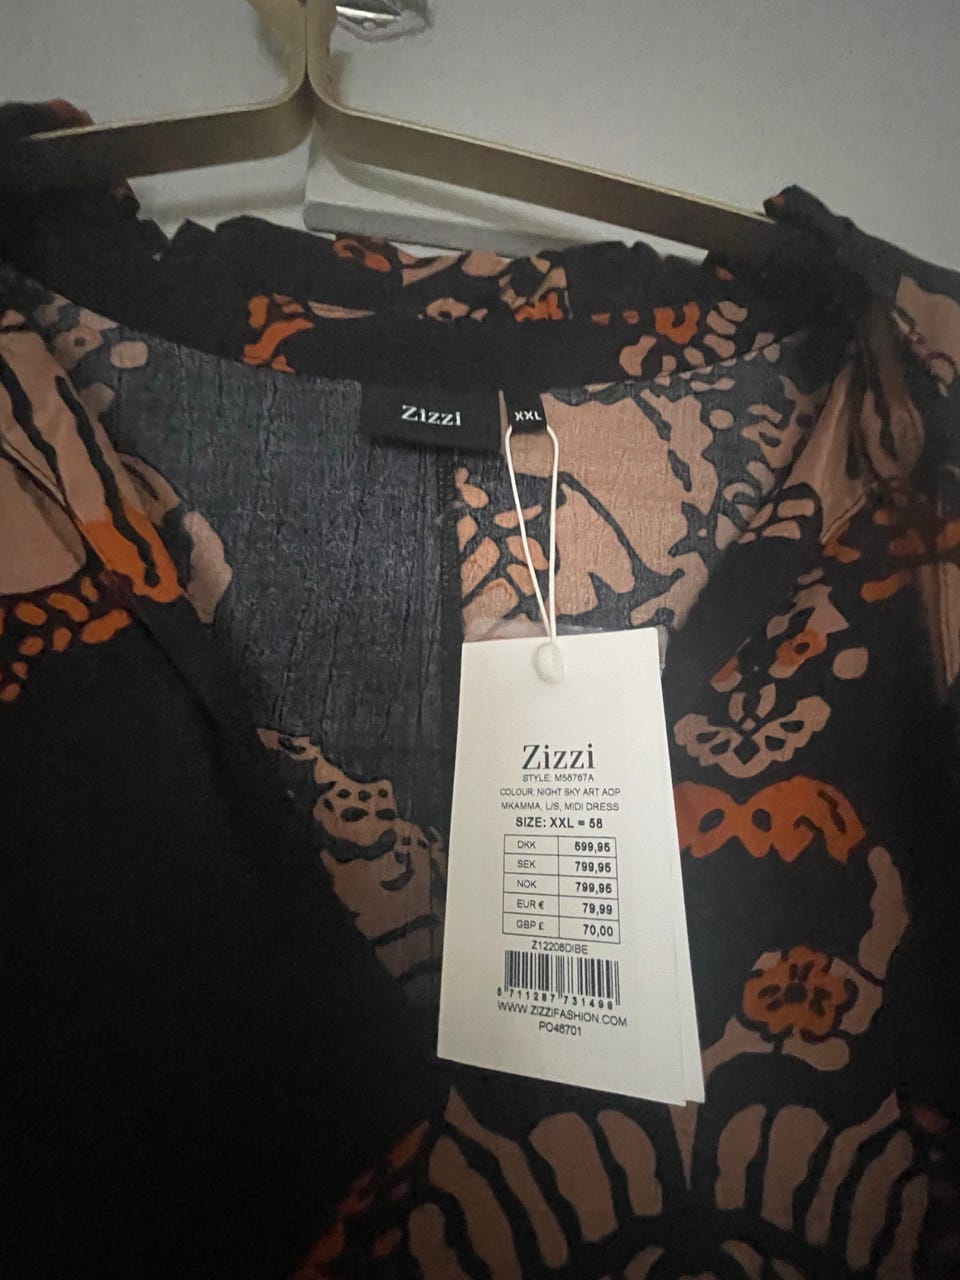 Zizzi
XXL
Zizzi
STYLE: M58767A
COLOUR: NIGHT SKY ART AOP
MKAMMA, L/S, MIDI DRESS
SIZE: XXL = 58
DKK 599,95
SEK 799,95
NOK 799,95
EUR € 79,99
GBP £ 70,00
Z12208DIBE
5 711287 731499
WWW.ZIZZIFASHION.COM
PO46701